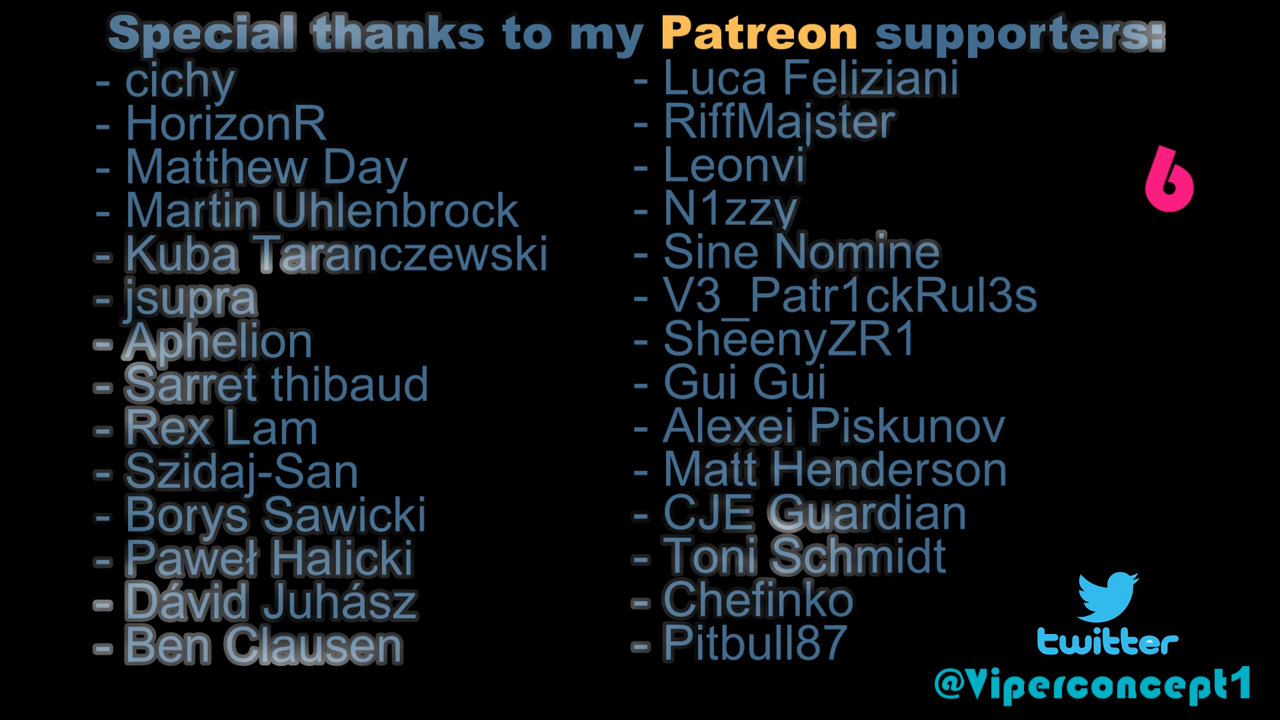 Special thanks to my Patreon supporters:
- cichy
- HorizonR
- Matthew Day
- Martin Uhlenbrock
- Kuba Taranczewski
- jsupra
- Aphelion
- Sarret thibaud
- Rex Lam
- Szidaj-San
- Borys Sawicki
- Paweł Halicki
- Dávid Juhász
- Ben Clausen
- Luca Feliziani
- RiffMajster
- Leonvi
- N1zzy
- Sine Nomine
- V3_Patr1ckRul3s
- SheenyZR1
- Gui Gui
- Alexei Piskunov
- Matt Henderson
- CJE Guardian
- Toni Schmidt
- Chefinko
- Pitbull87
6
twitter
@Viperconcept1